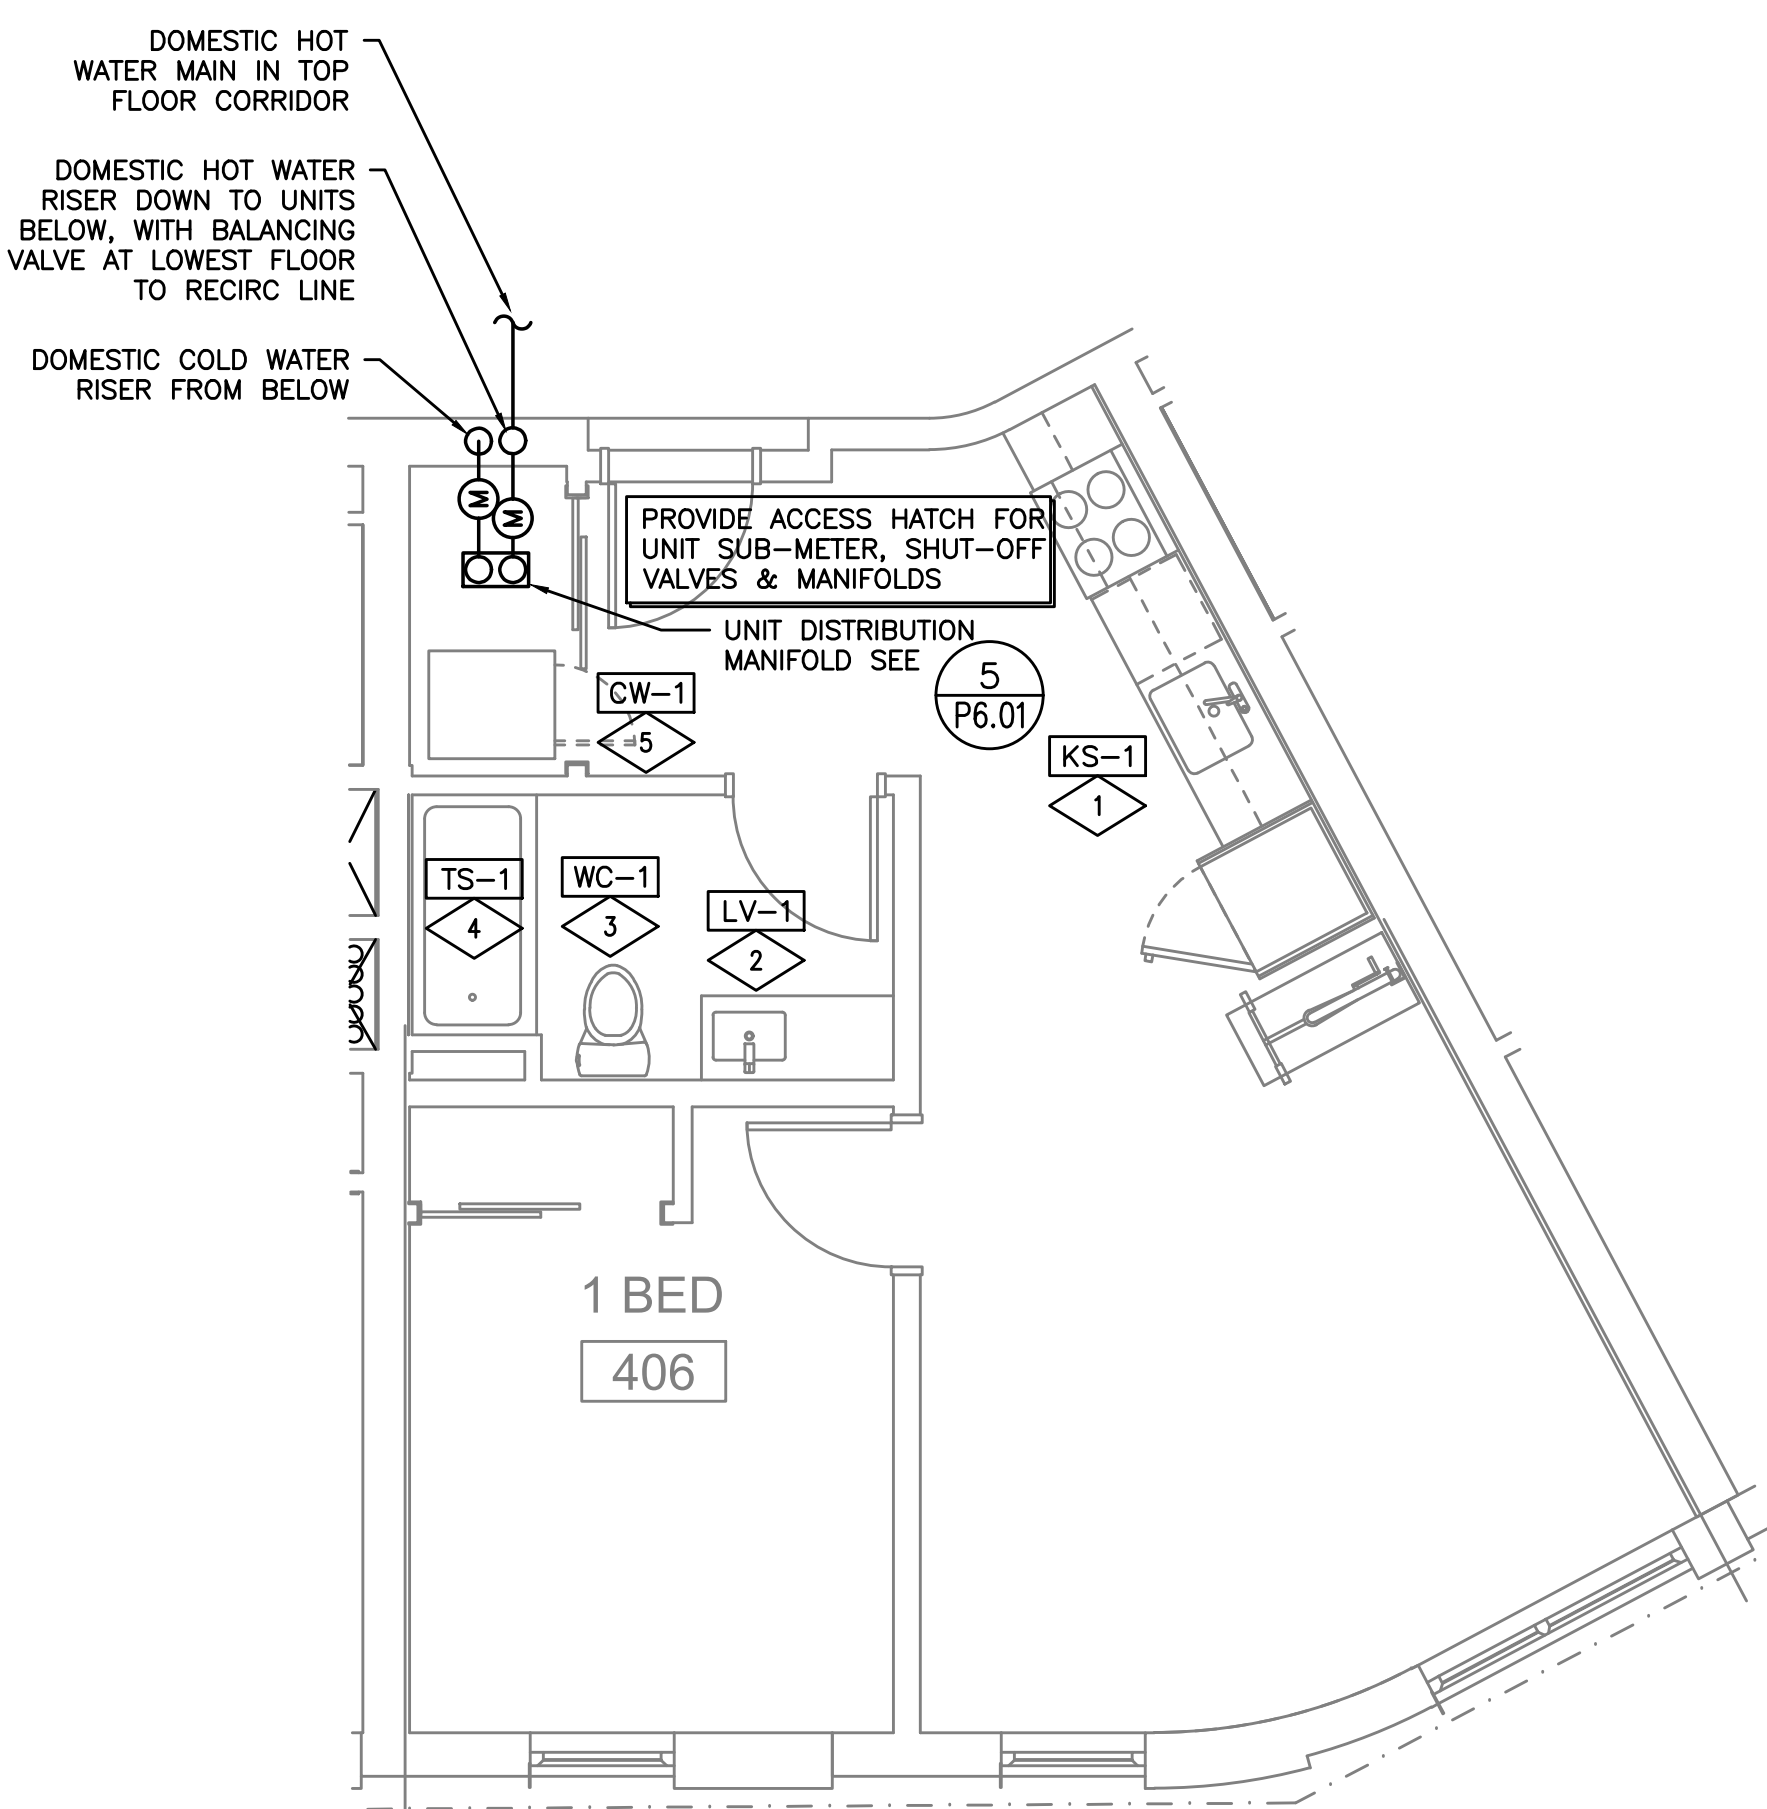 DOMESTIC HOT
WATER MAIN IN TOP
FLOOR CORRIDOR
DOMESTIC HOT WATER
RISER DOWN TO UNITS
BELOW, WITH BALANCING
VALVE AT LOWEST FLOOR
TO RECIRC LINE
DOMESTIC COLD WATER
RISER FROM BELOW
M
M
PROVIDE ACCESS HATCH FOR
UNIT SUB-METER, SHUT-OFF
VALVES & MANIFOLDS
UNIT DISTRIBUTION
MANIFOLD SEE
5
P6.01
CW-1
5
KS-1
1
TS-1
4
WC-1
3
LV-1
2
1 BED
406